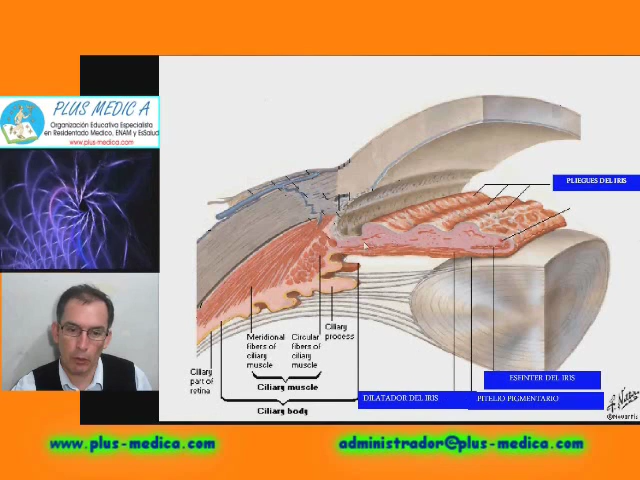 PLUS MEDIC A
Organización Educativa Especialista
en Residentado Medico, ENAM y EsSalud
www.plus-medica.com
PLIEGUES DEL IRIS
Ciliary
process
Meridional
fibers of
ciliary
muscle
Circular
fibers of
ciliary
muscle
Ciliary
part of
retina
Ciliary muscle
Ciliary body
ESFINTER DEL IRIS
DILATADOR DEL IRIS
PITELIO PIGMENTARIO
©Novartis
www.plus-medica.com
administrador@plus-medica.com